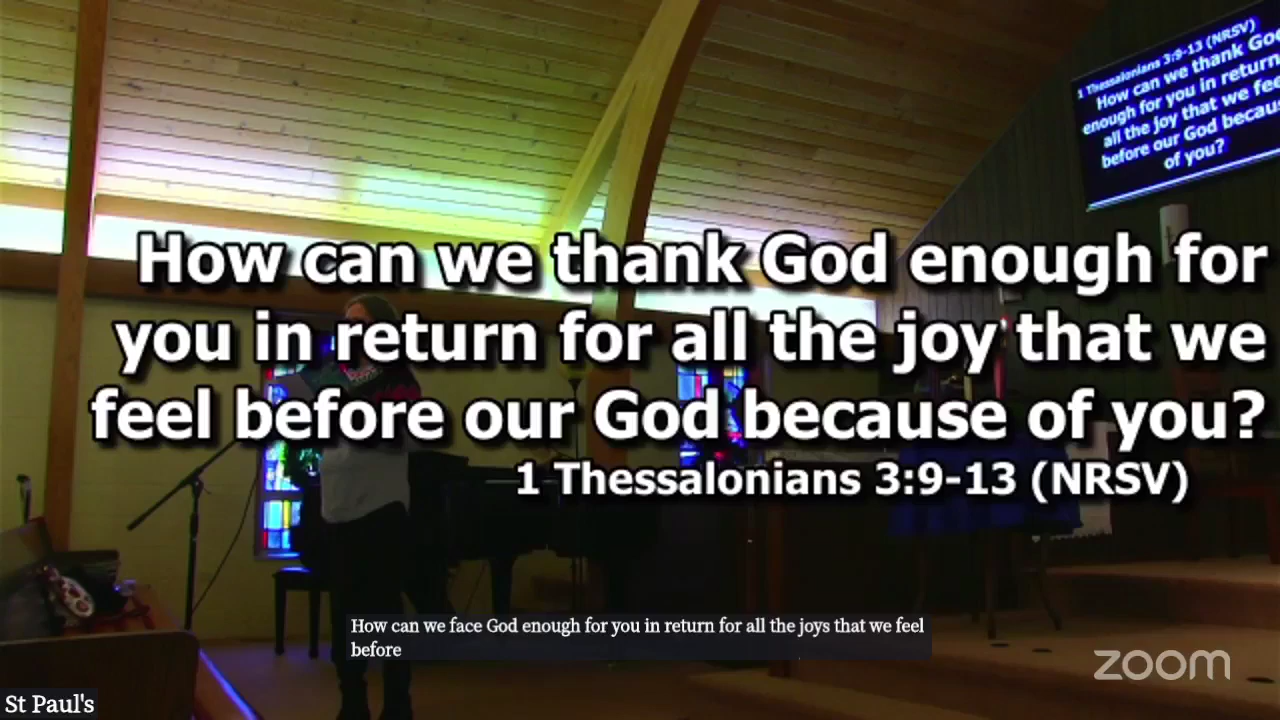 1 Thessalonians 3:9-13 (NRSV)
How can we thank God
enough for you in return
all the joy that we fee
before our God becaus
of you?
How can we thank God enough for
you in return for all the joy that we
feel before our God because of you?
1 Thessalonians 3:9-13 (NRSV)
How can we face God enough for you in return for all the joys that we feel
before
zoom
St Paul's